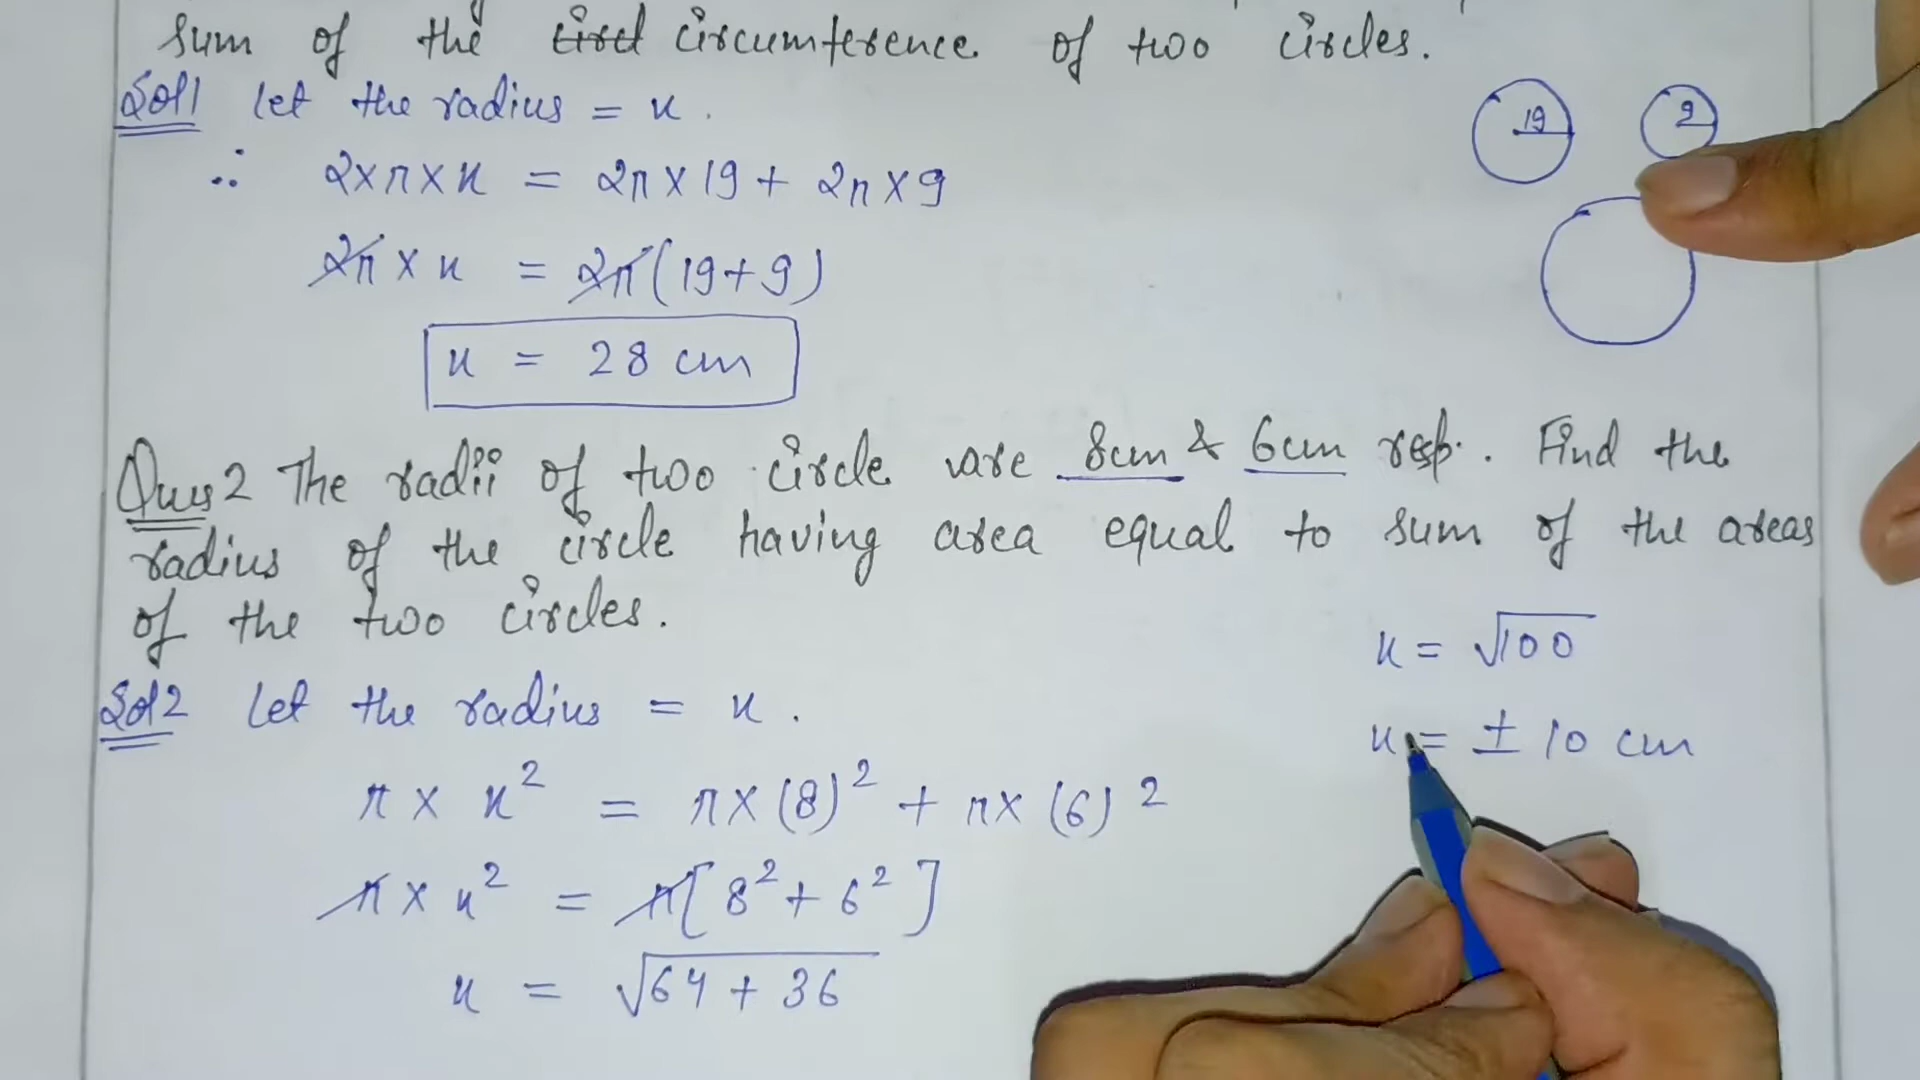 sum of the circumference of two circles.
Sol1 let the radius = x.
19
9
∴ 2×π×x = 2π×19 + 2π×9
2π×x = 2π(19+9)
x = 28 cm
Ques2 The radii of two circle are 8cm & 6cm resp. Find the
radius of the circle having area equal to sum of the areas
of the two circles.
Sol2 Let the radius = x.
π × x² = π×(8)² + π×(6)²
π × x² = π[8² + 6²]
x = √64 + 36
x = √100
x = ± 10 cm